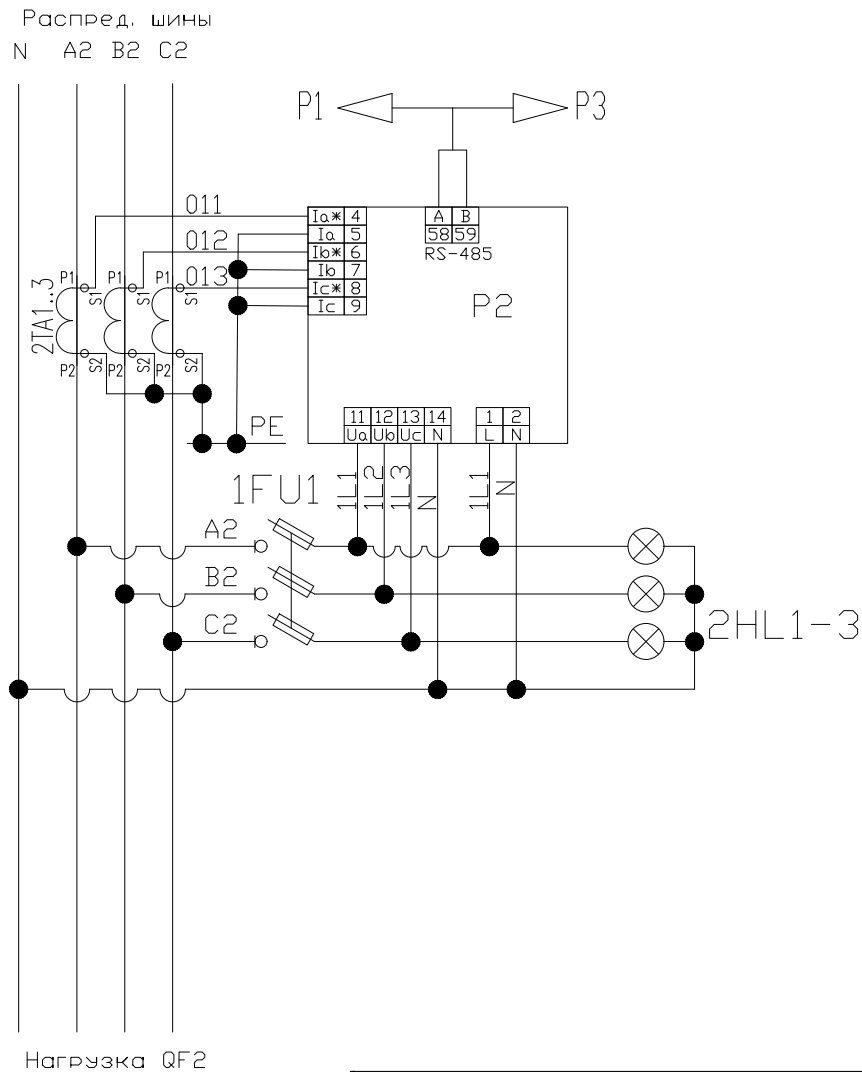 Распред. шины
N A2 B2 C2
P1 P3
011
Ia* 4
A B
Ia 5
58 59
012
Ib* 6
RS-485
Ib 7
013
Ic* 8
Ic 9
P2
2TA1..3
P1 S1 P1 S1 P1 S1
P2 S2 P2 S2 P2 S2
PE
11 12 13 14
Ua Ub Uc N
1 2
L N
1FU1
1L1 1L2 1L3 N 1L1 N
A2
B2
C2
2HL1-3
Нагрузка QF2